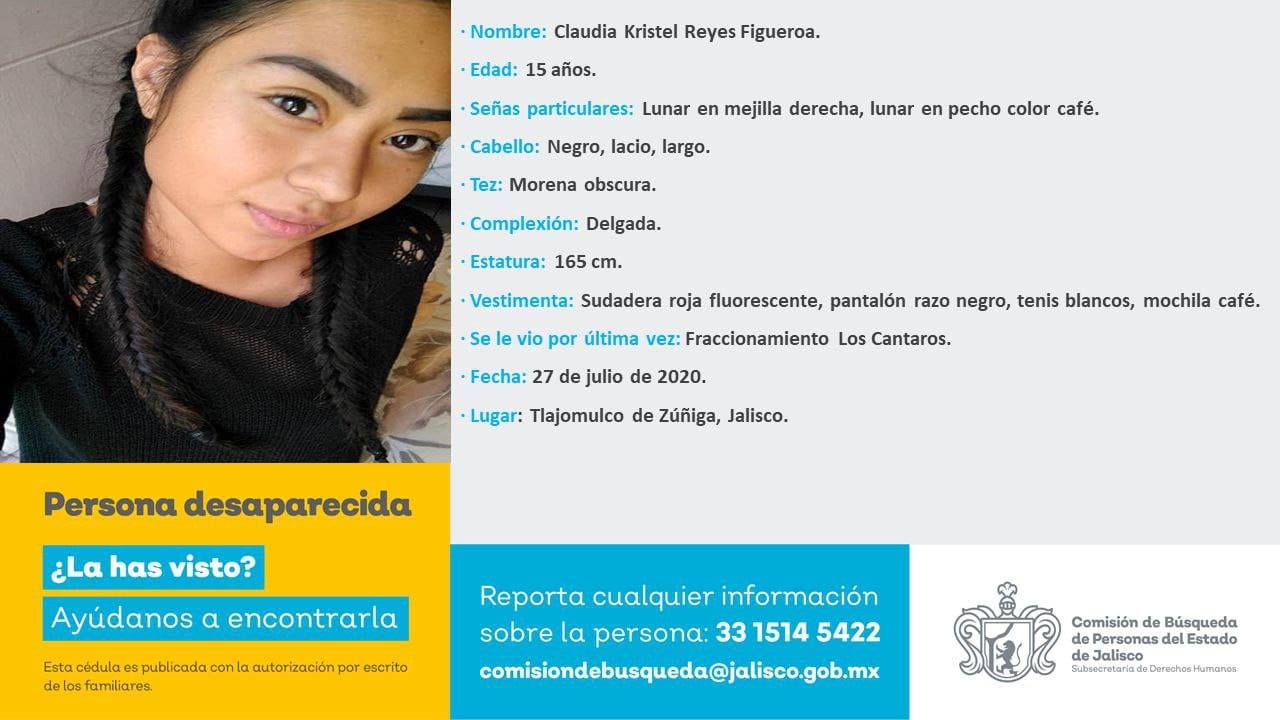 · Nombre: Claudia Kristel Reyes Figueroa.
· Edad: 15 años.
· Señas particulares: Lunar en mejilla derecha, lunar en pecho color café.
· Cabello: Negro, lacio, largo.
· Tez: Morena obscura.
· Complexión: Delgada.
· Estatura: 165 cm.
· Vestimenta: Sudadera roja fluorescente, pantalón razo negro, tenis blancos, mochila café.
· Se le vio por última vez: Fraccionamiento Los Cantaros.
· Fecha: 27 de julio de 2020.
· Lugar: Tlajomulco de Zúñiga, Jalisco.
Persona desaparecida
¿La has visto?
Ayúdanos a encontrarla
Esta cédula es publicada con la autorización por escrito
de los familiares.
Reporta cualquier información
sobre la persona: 33 1514 5422
comisiondebusqueda@jalisco.gob.mx
Comisión de Búsqueda
de Personas del Estado
de Jalisco
Subsecretaría de Derechos Humanos